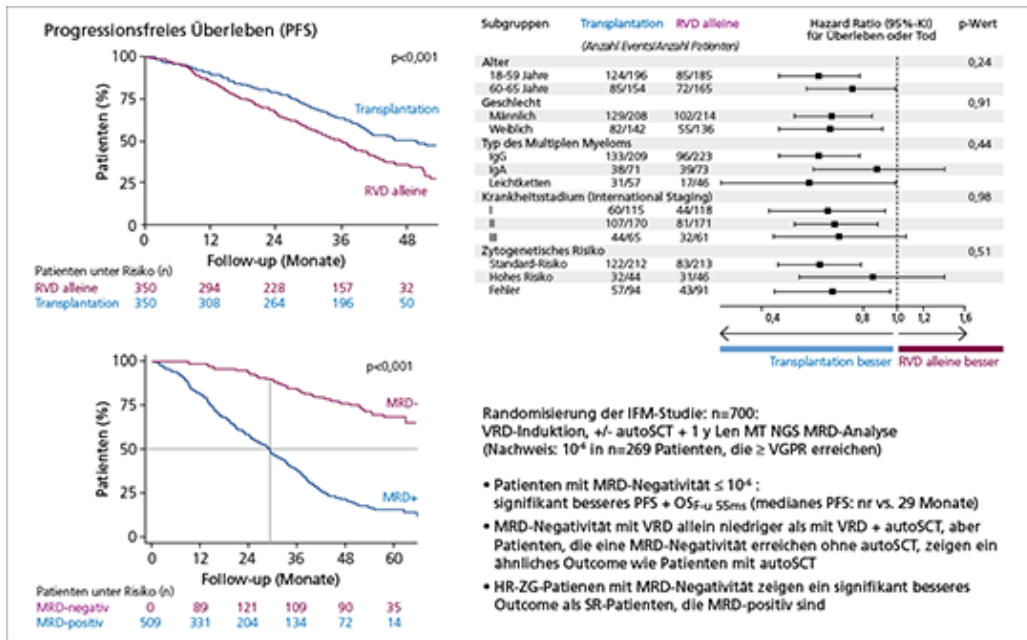 Progressionsfreies Überleben (PFS)
100
75
50
25
0
Patienten (%)
p<0,001
Transplantation
RVD alleine
0 12 24 36 48
Follow-up (Monate)
Patienten unter Risiko (n)
RVD alleine 350 294 228 157 32
Transplantation 350 308 264 196 50
100
75
50
25
0
Patienten (%)
p<0,001
MRD-
MRD+
0 12 24 36 48 60
Follow-up (Monate)
Patienten unter Risiko (n)
MRD-negativ 0 89 121 109 90 35
MRD-positiv 509 331 204 134 72 14
Subgruppen Transplantation RVD alleine Hazard Ratio (95%-KI) p-Wert
für Überleben oder Tod
(Anzahl Events/Anzahl Patienten)
Alter 0,24
18-59 Jahre 124/196 85/185
60-65 Jahre 85/154 72/165
Geschlecht 0,91
Männlich 129/208 102/214
Weiblich 82/142 55/136
Typ des Multiplen Myeloms 0,44
IgG 133/209 96/223
IgA 38/71 39/73
Leichtketten 31/57 17/46
Krankheitsstadium (International Staging) 0,98
I 60/115 44/118
II 107/170 81/171
III 44/65 32/61
Zytogenetisches Risiko 0,51
Standard-Risiko 122/212 83/213
Hohes Risiko 32/44 31/46
Fehler 57/94 43/91
0,4 0,8 1,0 1,2 1,6
Transplantation besser RVD alleine besser
Randomisierung der IFM-Studie: n=700:
VRD-Induktion, +/- autoSCT + 1 y Len MT NGS MRD-Analyse
(Nachweis: 10⁻⁶ in n=269 Patienten, die ≥ VGPR erreichen)
• Patienten mit MRD-Negativität ≤ 10⁻⁶ :
signifikant besseres PFS + OS F-u 55ms (medianes PFS: nr vs. 29 Monate)
• MRD-Negativität mit VRD allein niedriger als mit VRD + autoSCT, aber
Patienten, die eine MRD-Negativität erreichen ohne autoSCT, zeigen ein
ähnliches Outcome wie Patienten mit autoSCT
• HR-ZG-Patienen mit MRD-Negativität zeigen ein signifikant besseres
Outcome als SR-Patienten, die MRD-positiv sind